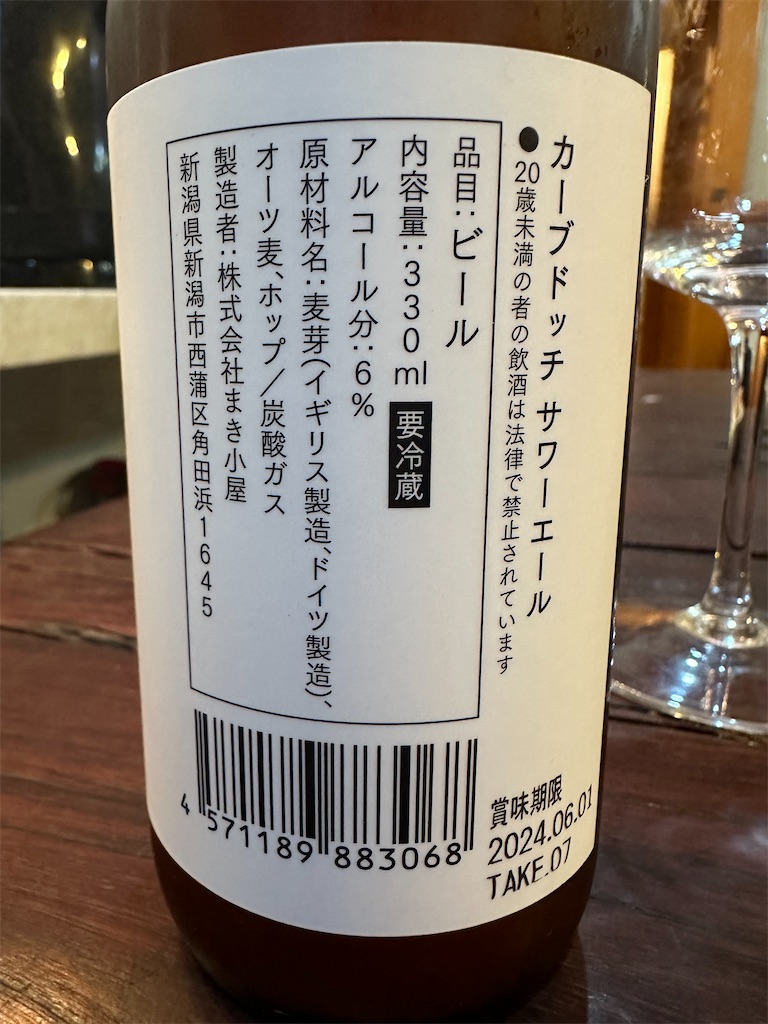 カーブドッチ サワーエール
●20歳未満の者の飲酒は法律で禁止されています
品目：ビール
内容量：330ml 要冷蔵
アルコール分：6%
原材料名：麦芽（イギリス製造、ドイツ製造）、
オーツ麦、ホップ／炭酸ガス
製造者：株式会社まき小屋
新潟県新潟市西蒲区角田浜1645
4 571189 883068
賞味期限
2024.06.01
TAKE.07